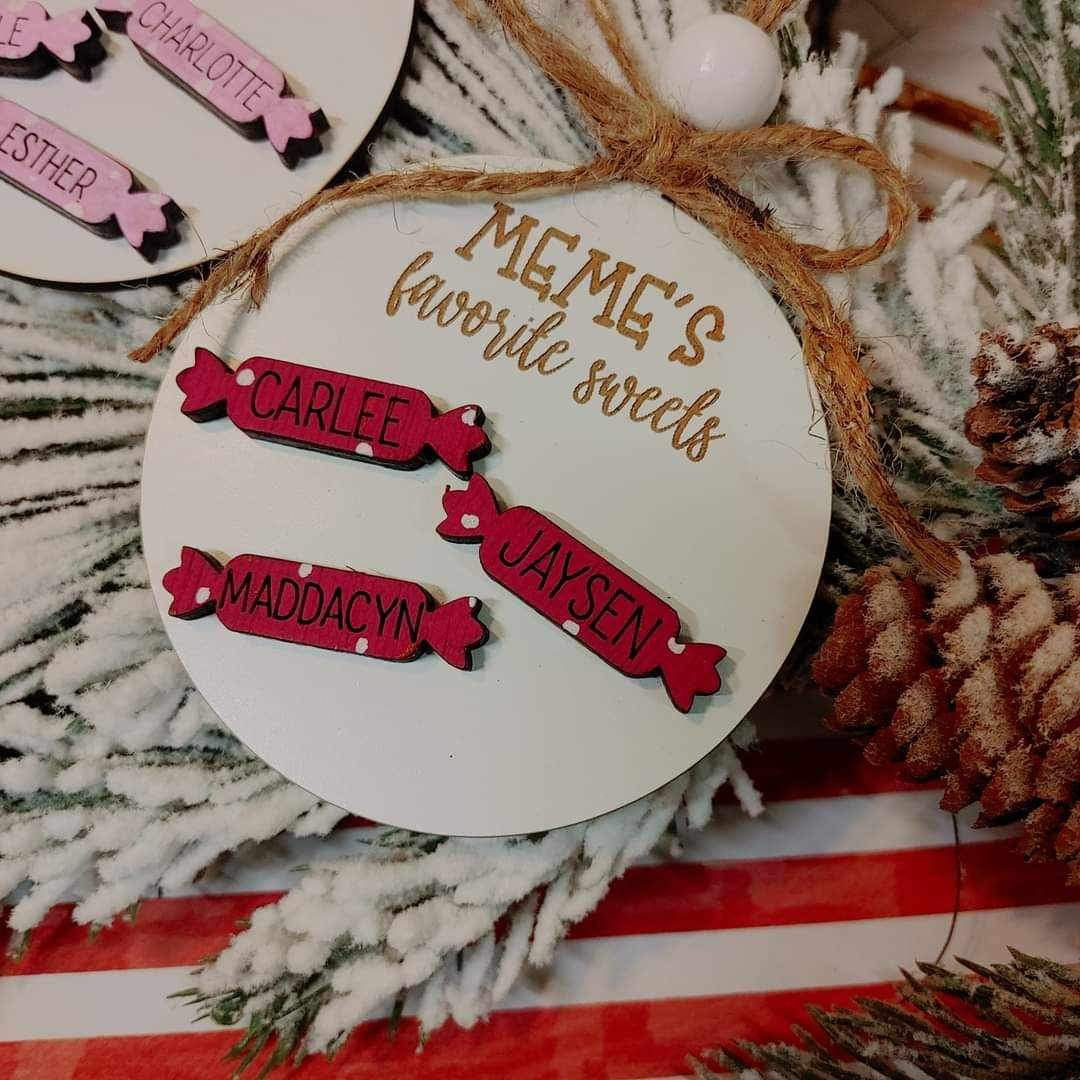 CHARLOTTE
ESTHER
MEME'S
favorite sweets
CARLEE
JAYSEN
MADDACYN